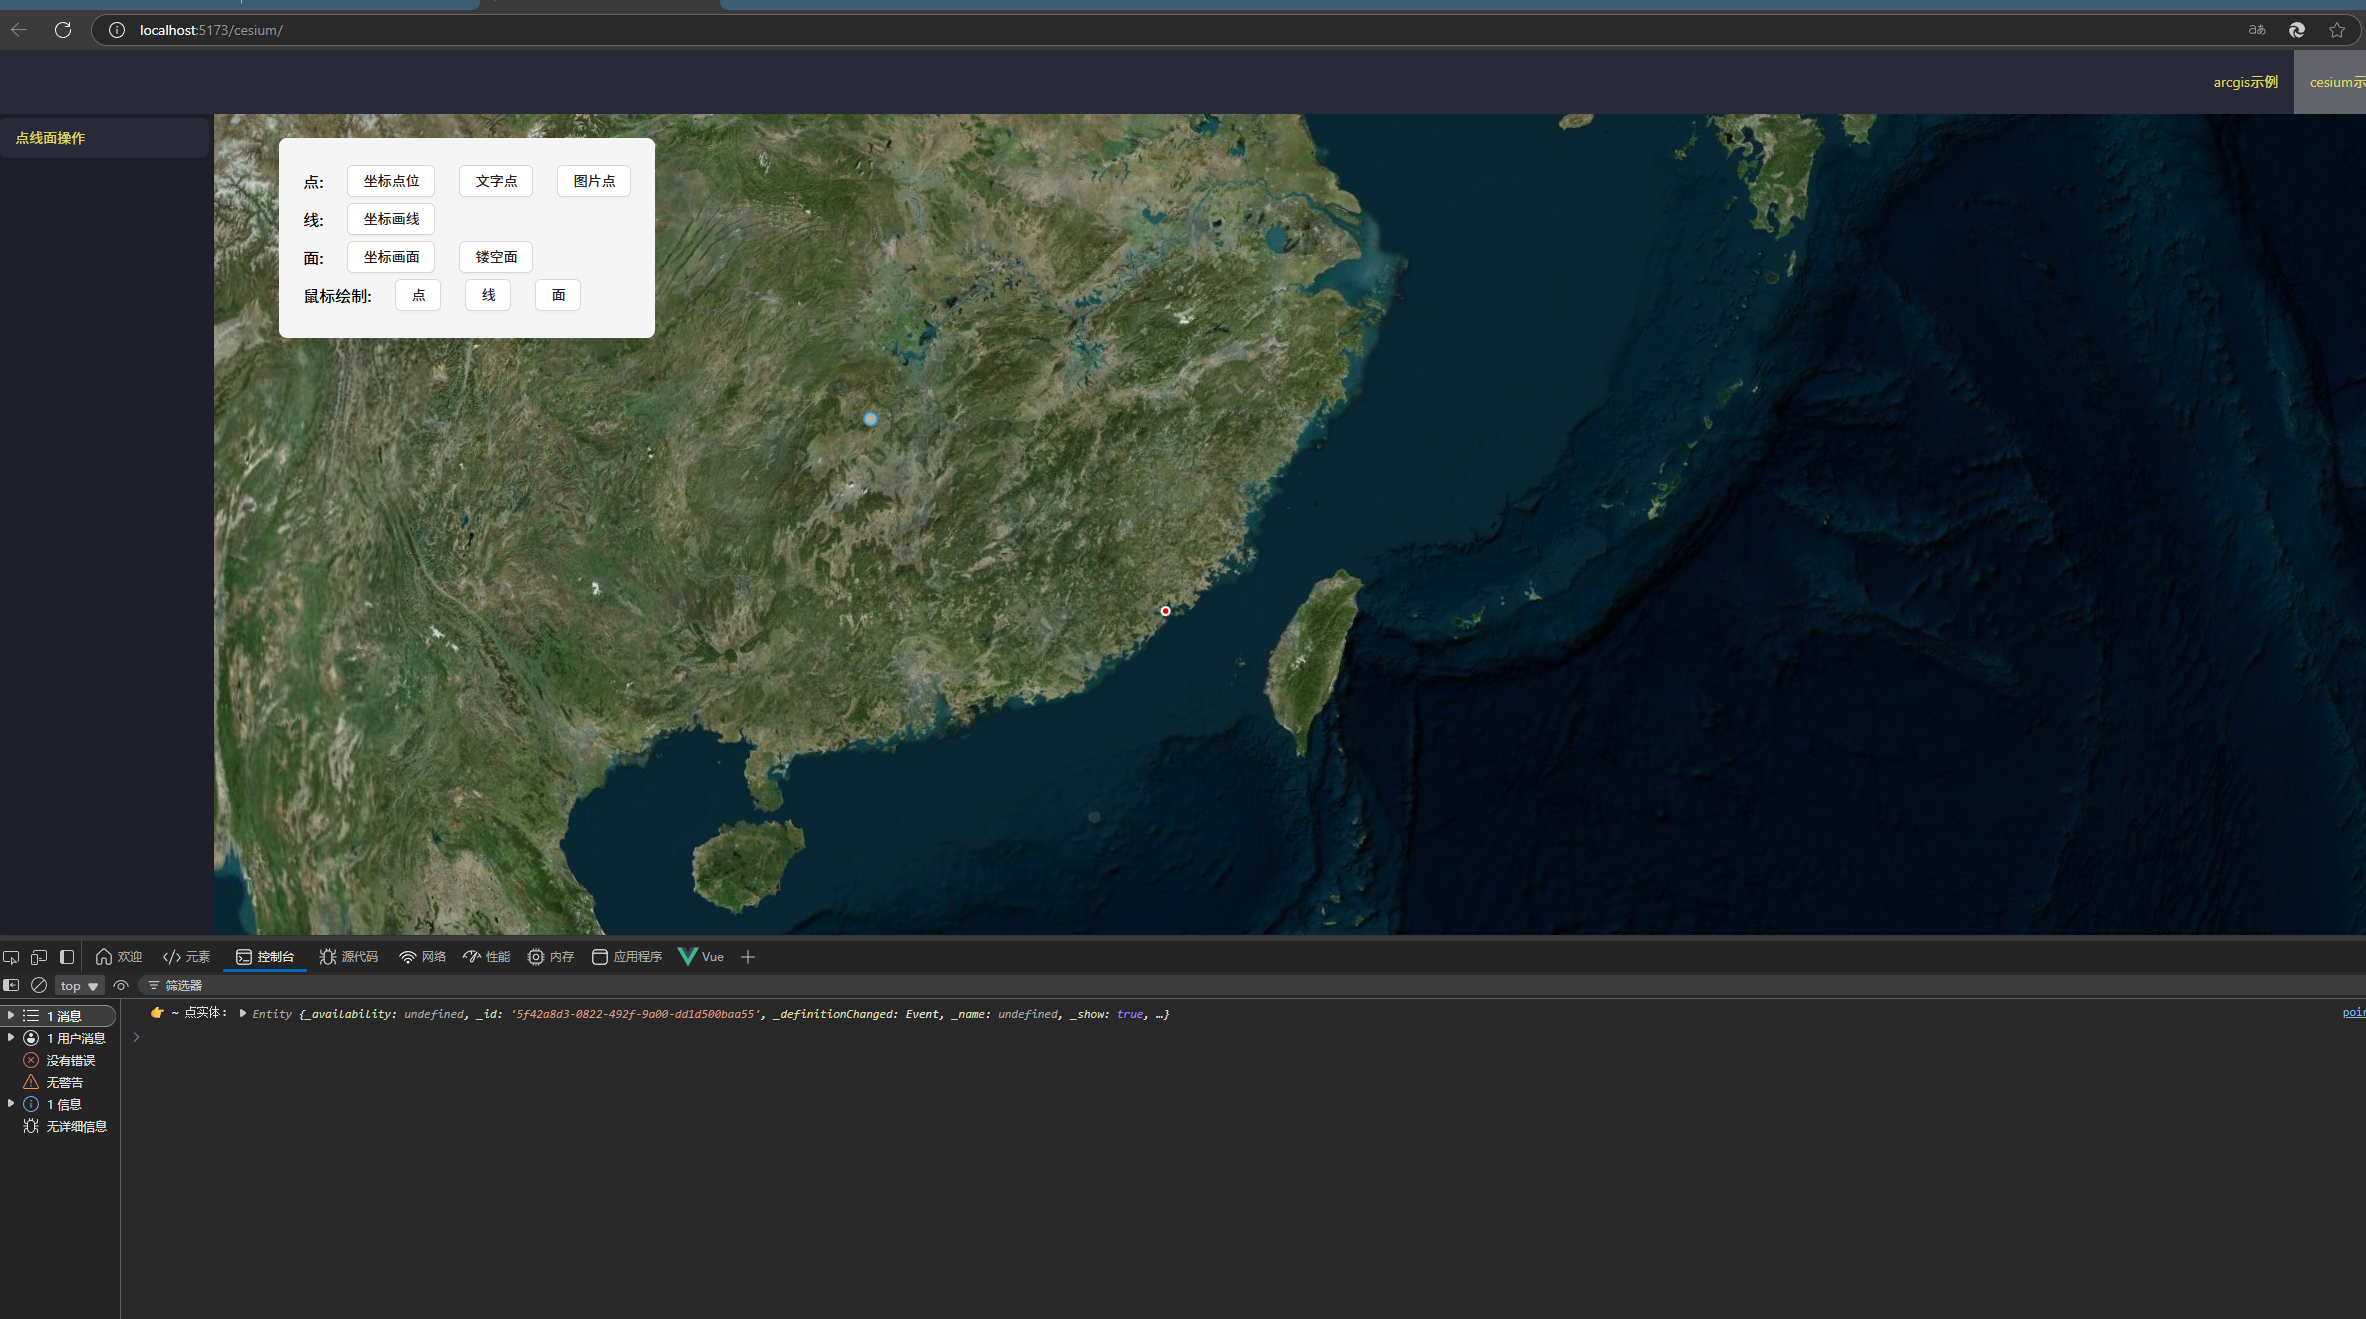 localhost:5173/cesium/
aあ
arcgis示例
cesium示
点线面操作
点: 坐标点位 文字点 图片点
线: 坐标画线
面: 坐标画面 镂空面
鼠标绘制: 点 线 面
欢迎 元素 控制台 源代码 网络 性能 内存 应用程序 Vue
top 筛选器
1 消息
1 用户消息
没有错误
无警告
1 信息
无详细信息
👉 ~ 点实体: Entity {_availability: undefined, _id: '5f42a8d3-0822-492f-9a00-dd1d500baa55', _definitionChanged: Event, _name: undefined, _show: true, …}
poin